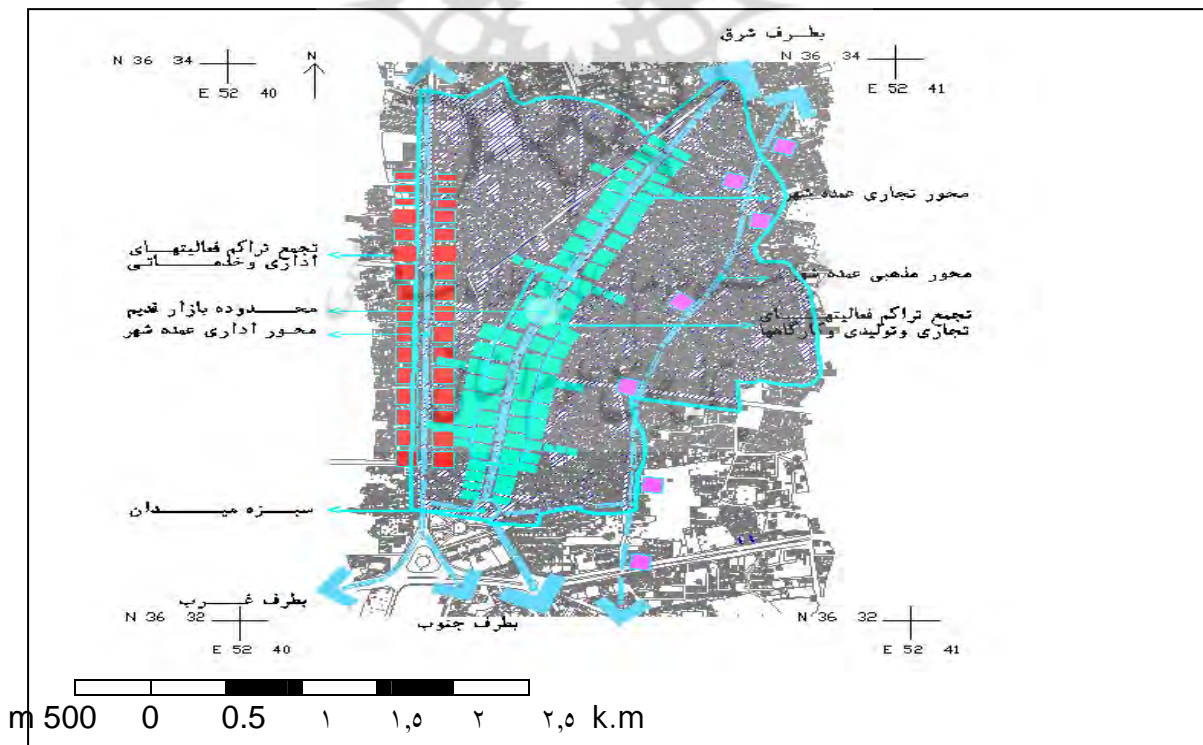 بطرف شرق
N 36 34
E 52 40
N
N 36 34
E 52 41
محور تجاری عمده شهر
تجمع تراکم فعالیتهای
اداری وخدماتی
محور مذهبی عمده شهر
محدوده بازار قدیم
تجمع تراکم فعالیتهای
تجاری وتولیدی وکارگاهها
محور اداری عمده شهر
سبزه میدان
بطرف غرب
بطرف جنوب
N 36 32
E 52 40
N 36 32
E 52 41
m 500 0 0.5 ۱ ۱,۵ ۲ ۲,۵ k.m